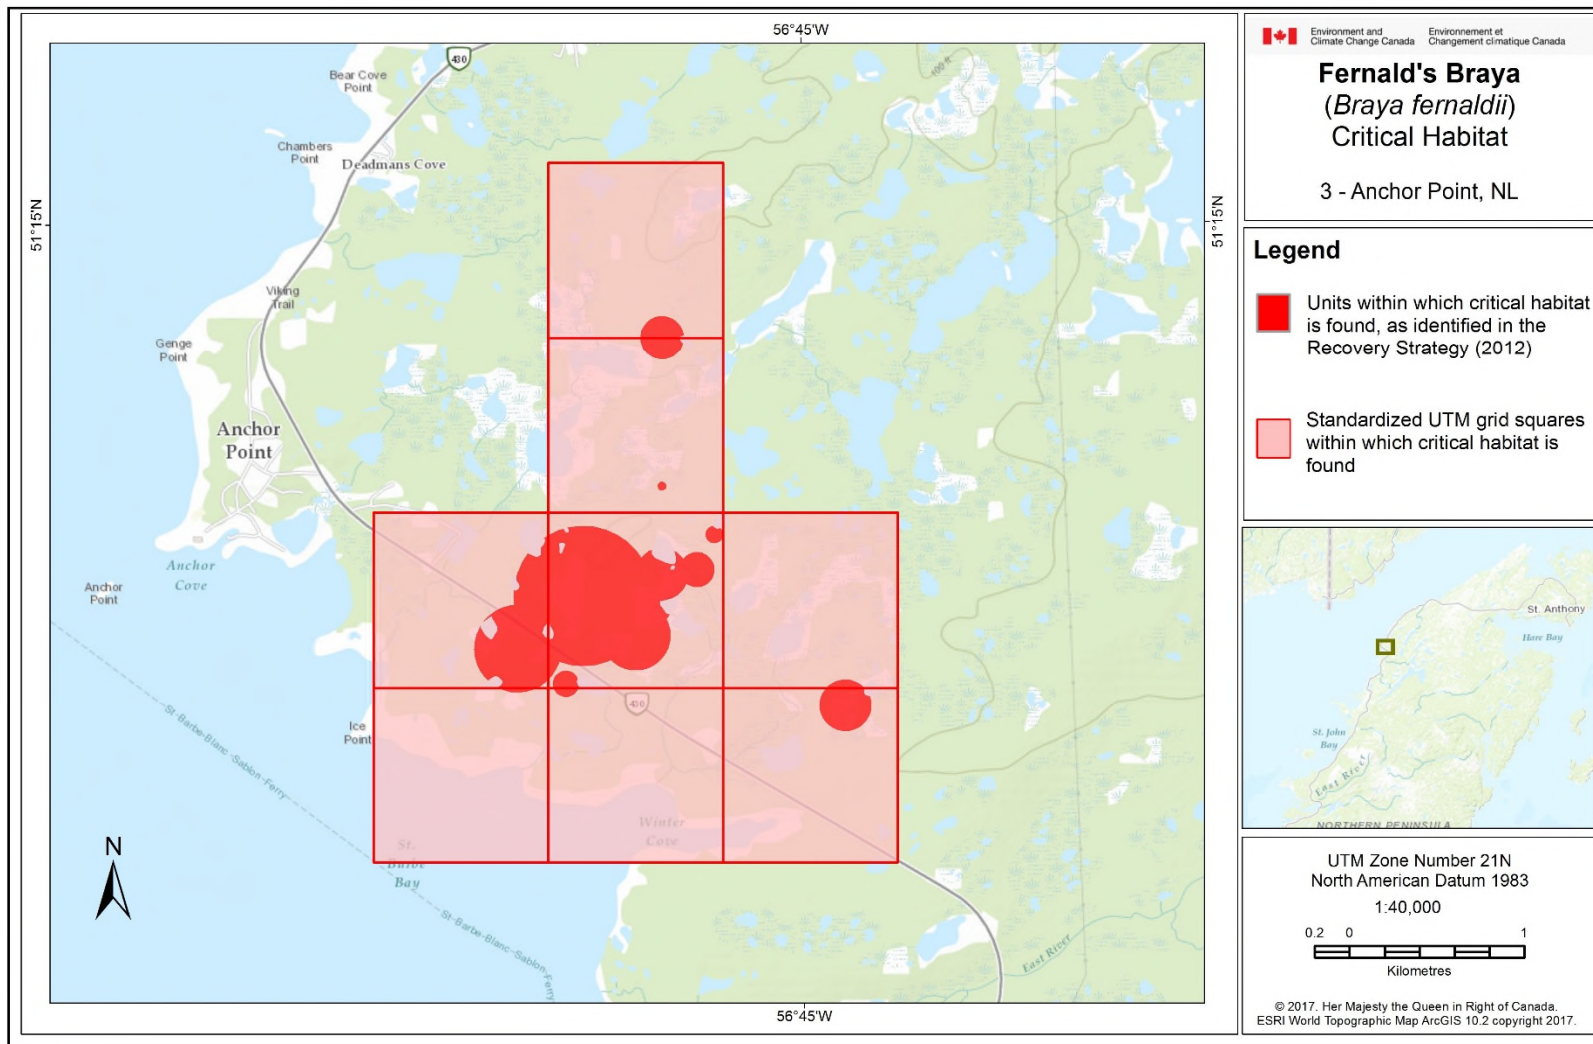 56°45'W
51°15'N
51°15'N
56°45'W
430
100 ft
Bear Cove
Point
Chambers
Point
Deadmans Cove
Viking
Trail
Genge
Point
Anchor
Point
Anchor
Cove
Anchor
Point
Ice
Point
430
Winter
Cove
St.
Barbe
Bay
St-Barbe-Blanc-Sablon-Ferry
St-Barbe-Blanc-Sablon-Ferry
East River
N
Environment and
Climate Change Canada
Environnement et
Changement climatique Canada
Fernald's Braya
(Braya fernaldii)
Critical Habitat
3 - Anchor Point, NL
Legend
Units within which critical habitat
is found, as identified in the
Recovery Strategy (2012)
Standardized UTM grid squares
within which critical habitat is
found
St. Anthony
Hare Bay
St. John
Bay
East River
NORTHERN PENINSULA
UTM Zone Number 21N
North American Datum 1983
1:40,000
0.2 0 1
Kilometres
© 2017. Her Majesty the Queen in Right of Canada.
ESRI World Topographic Map ArcGIS 10.2 copyright 2017.